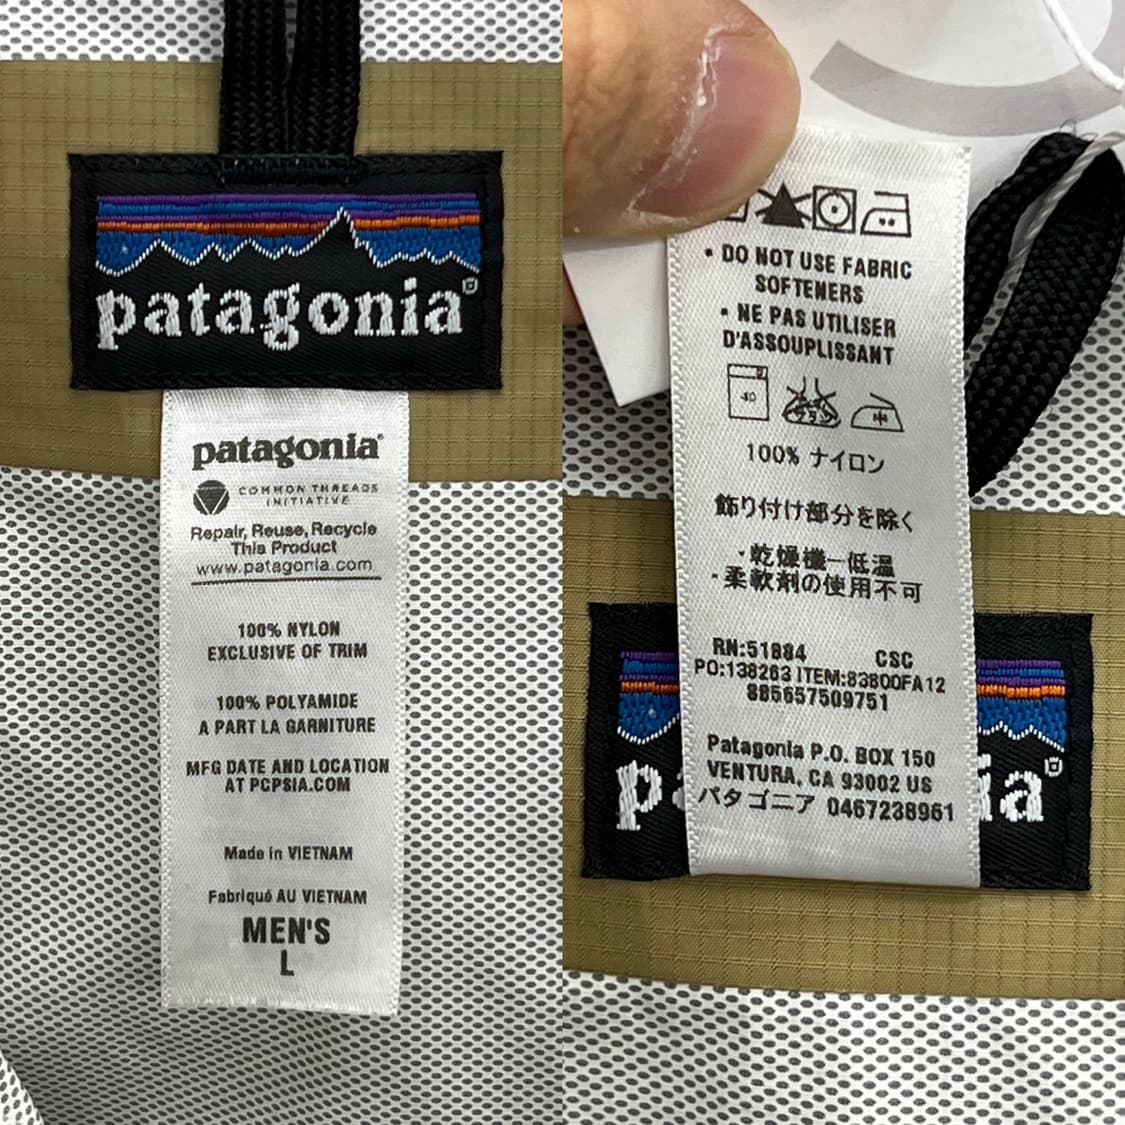 patagonia®
patagonia®
COMMON THREADS
INITIATIVE
Repair, Reuse, Recycle
This Product
www.patagonia.com
100% NYLON
EXCLUSIVE OF TRIM
100% POLYAMIDE
A PART LA GARNITURE
MFG DATE AND LOCATION
AT PCPSIA.COM
Made in VIETNAM
Fabriqué AU VIETNAM
MEN'S
L
• DO NOT USE FABRIC
SOFTENERS
• NE PAS UTILISER
D'ASSOUPLISSANT
40
中
100% ナイロン
飾り付け部分を除く
・乾燥機ー低温
・柔軟剤の使用不可
RN:51884 CSC
PO:138263 ITEM:83800FA12
885657509751
Patagonia P.O. BOX 150
VENTURA, CA 93002 US
パタゴニア 0467238961
p
ia®